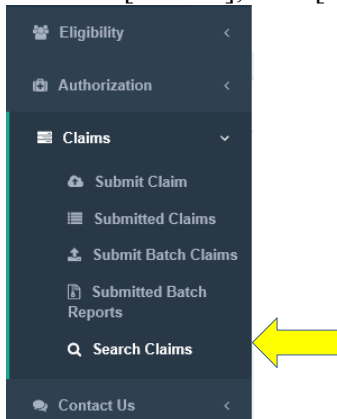 Eligibility
Authorization
Claims
Submit Claim
Submitted Claims
Submit Batch Claims
Submitted Batch
Reports
Search Claims
Contact Us